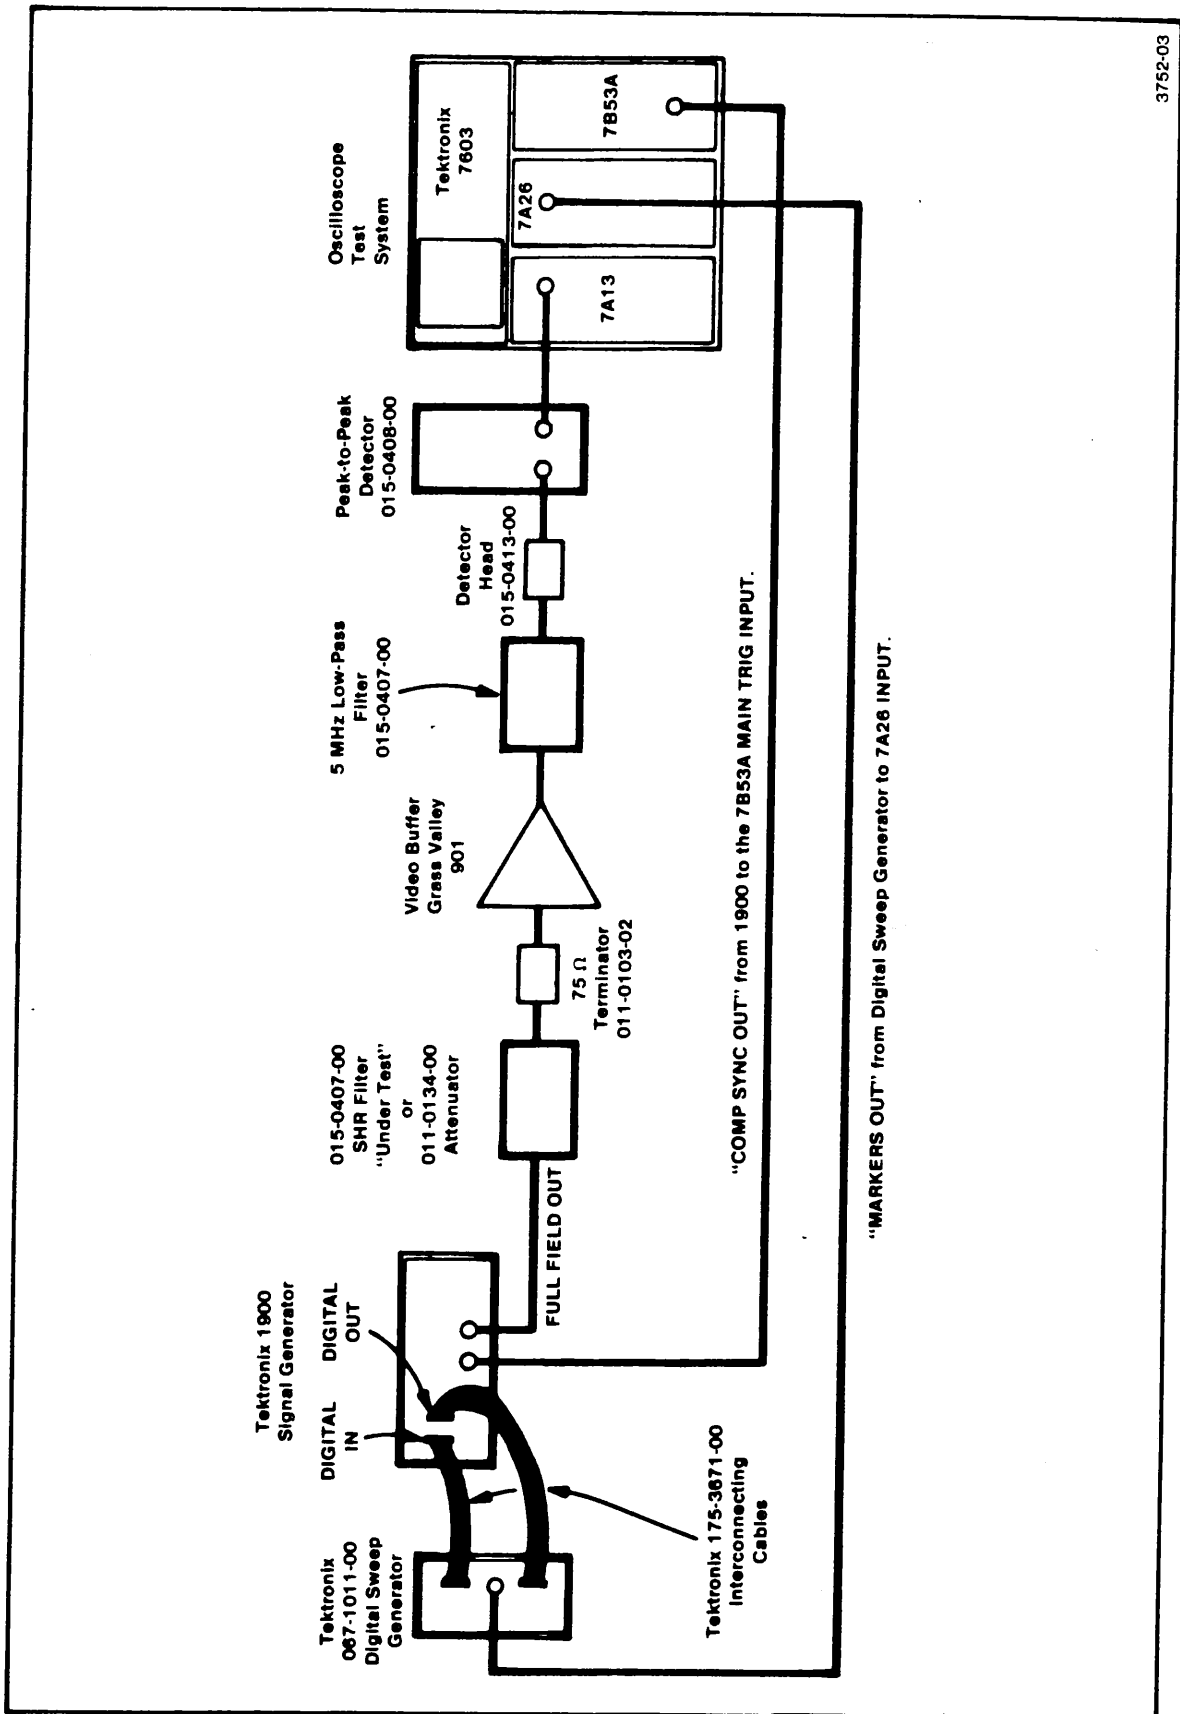 Tektronix
067-1011-00
Digital Sweep
Generator
Tektronix 1900
Signal Generator
DIGITAL
IN
DIGITAL
OUT
Tektronix 175-3671-00
Interconnecting
Cables
FULL FIELD OUT
015-0407-00
SHR Filter
"Under Test"
or
011-0134-00
Attenuator
75 Ω
Terminator
011-0103-02
Video Buffer
Grass Valley
901
5 MHz Low-Pass
Filter
015-0407-00
Detector
Head
015-0413-00
Peak-to-Peak
Detector
015-0408-00
Oscilloscope
Test
System
Tektronix
7603
7A13
7A26
7B53A
"COMP SYNC OUT" from 1900 to the 7B53A MAIN TRIG INPUT.
"MARKERS OUT" from Digital Sweep Generator to 7A26 INPUT.
3752-03